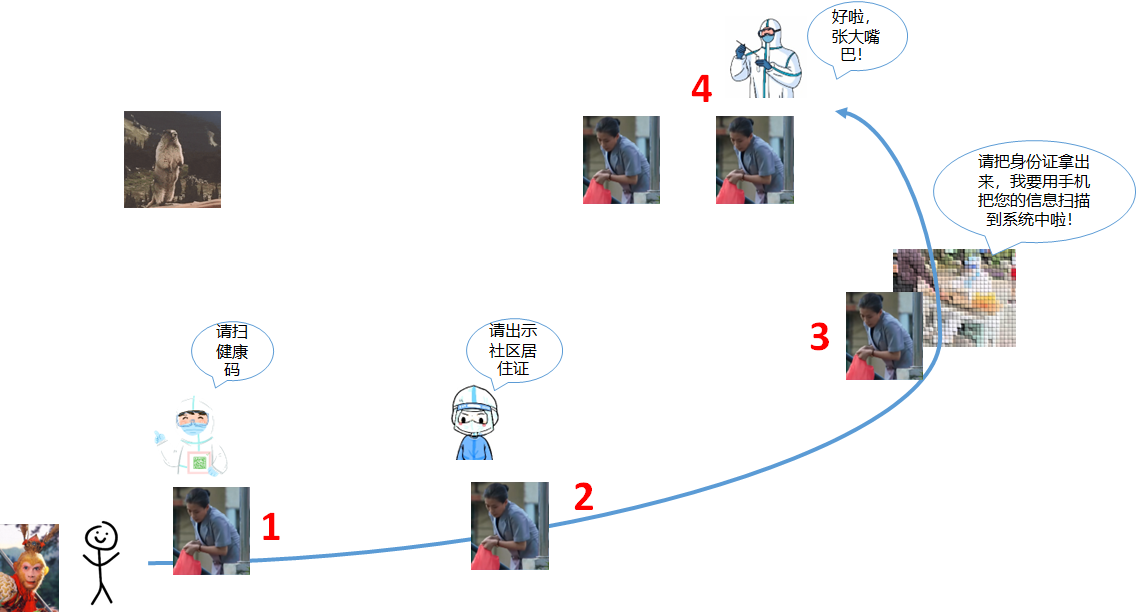 好啦，
张大嘴
巴！
4
请把身份证拿出
来，我要用手机
把您的信息扫描
到系统中啦！
3
请扫
健康
码
请出示
社区居
住证
1
2